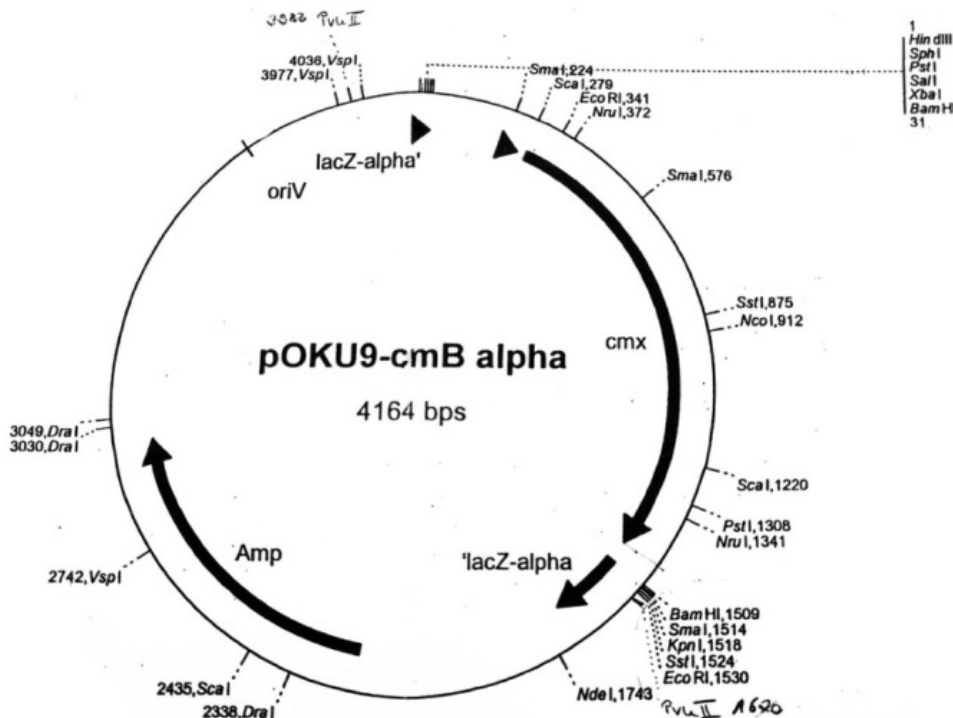 PvuII
4036,VspI
3977,VspI
1
HindIII
SphI
PstI
SalI
XbaI
BamHI
31
SmaI,224
ScaI,279
EcoRI,341
NruI,372
lacZ-alpha'
oriV
SmaI,576
SstI,875
NcoI,912
cmx
pOKU9-cmB alpha
4164 bps
3049,DraI
3030,DraI
ScaI,1220
PstI,1308
NruI,1341
Amp
'lacZ-alpha
2742,VspI
BamHI,1509
SmaI,1514
KpnI,1518
SstI,1524
EcoRI,1530
2435,ScaI
2338,DraI
NdeI,1743
PvuII 1620